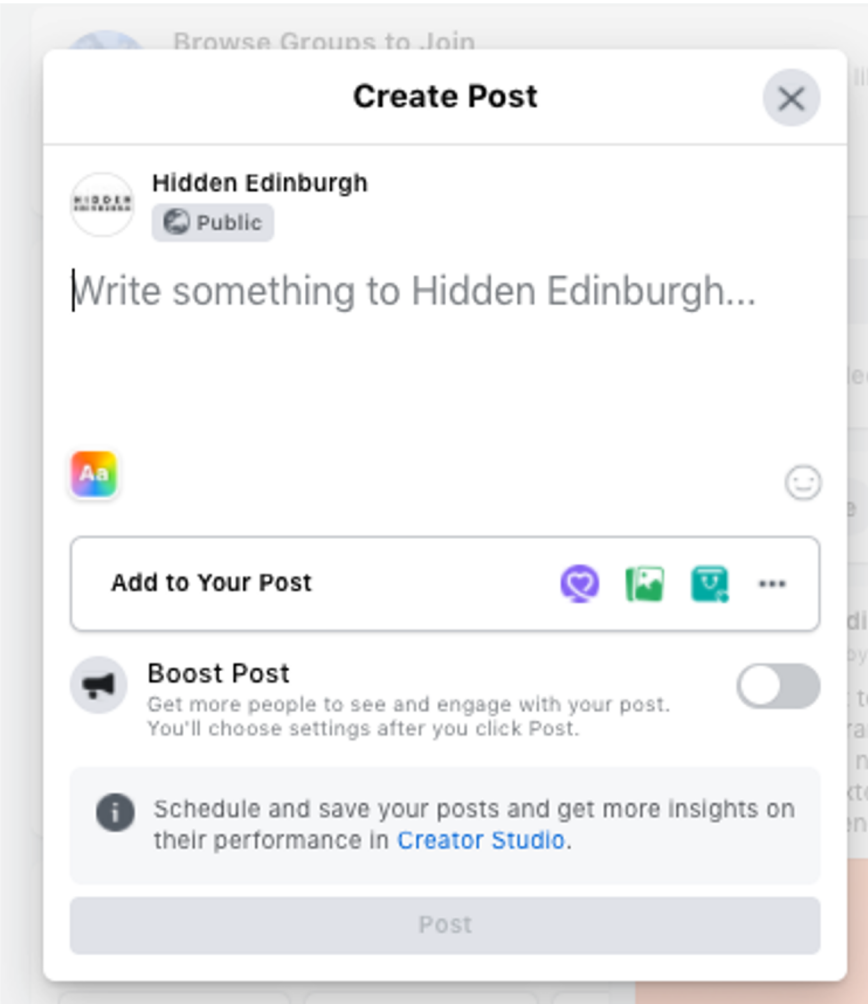 Browse Groups to Join
Create Post
HIDDEN
EDINBURGH
Hidden Edinburgh
Public
Write something to Hidden Edinburgh...
Aa
Add to Your Post
Boost Post
Get more people to see and engage with your post.
You'll choose settings after you click Post.
Schedule and save your posts and get more insights on
their performance in Creator Studio.
Post